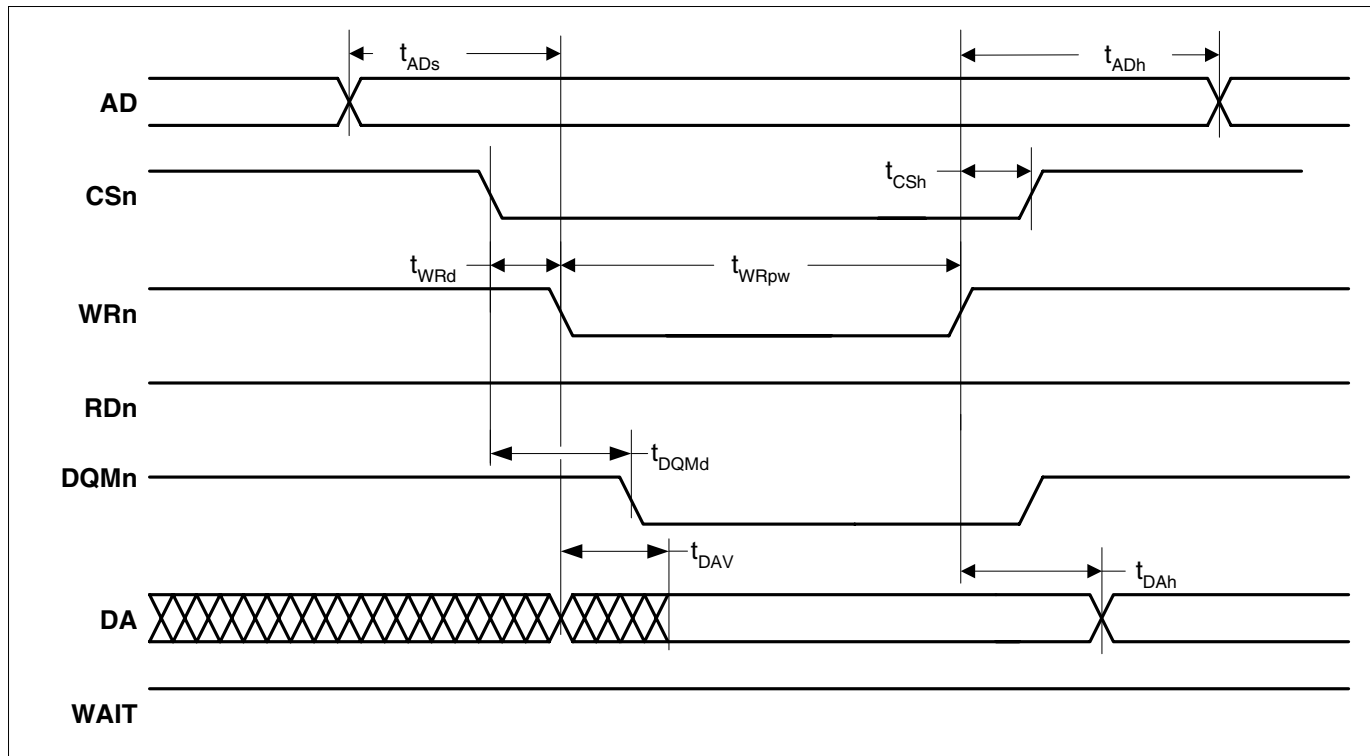 tADs
tADh
AD
tCSh
CSn
tWRd
tWRpw
WRn
RDn
tDQMd
DQMn
tDAV
tDAh
DA
WAIT